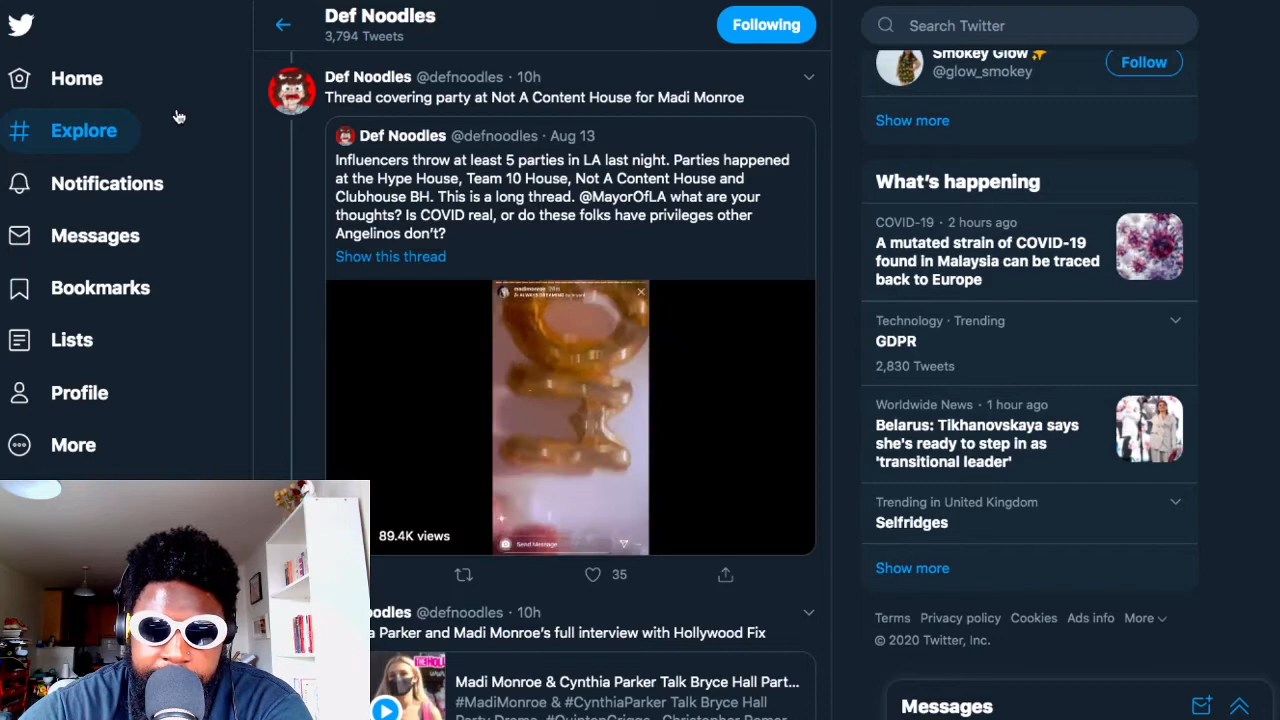 Home
Explore
Notifications
Messages
Bookmarks
Lists
Profile
More
Def Noodles
3,794 Tweets
Following
Def Noodles @defnoodles · 10h
Thread covering party at Not A Content House for Madi Monroe
Def Noodles @defnoodles · Aug 13
Influencers throw at least 5 parties in LA last night. Parties happened
at the Hype House, Team 10 House, Not A Content House and
Clubhouse BH. This is a long thread. @MayorOfLA what are your
thoughts? Is COVID real, or do these folks have privileges other
Angelinos don't?
Show this thread
Send Message
89.4K views
35
oodles @defnoodles · 10h
a Parker and Madi Monroe's full interview with Hollywood Fix
Madi Monroe & Cynthia Parker Talk Bryce Hall Part...
#MadiMonroe & #CynthiaParker Talk Bryce Hall
Search Twitter
Smokey Glow ✨
@glow_smokey
Follow
Show more
What's happening
COVID-19 · 2 hours ago
A mutated strain of COVID-19
found in Malaysia can be traced
back to Europe
Technology · Trending
GDPR
2,830 Tweets
Worldwide News · 1 hour ago
Belarus: Tikhanovskaya says
she's ready to step in as
'transitional leader'
Trending in United Kingdom
Selfridges
Show more
Terms Privacy policy Cookies Ads info More
© 2020 Twitter, Inc.
Messages